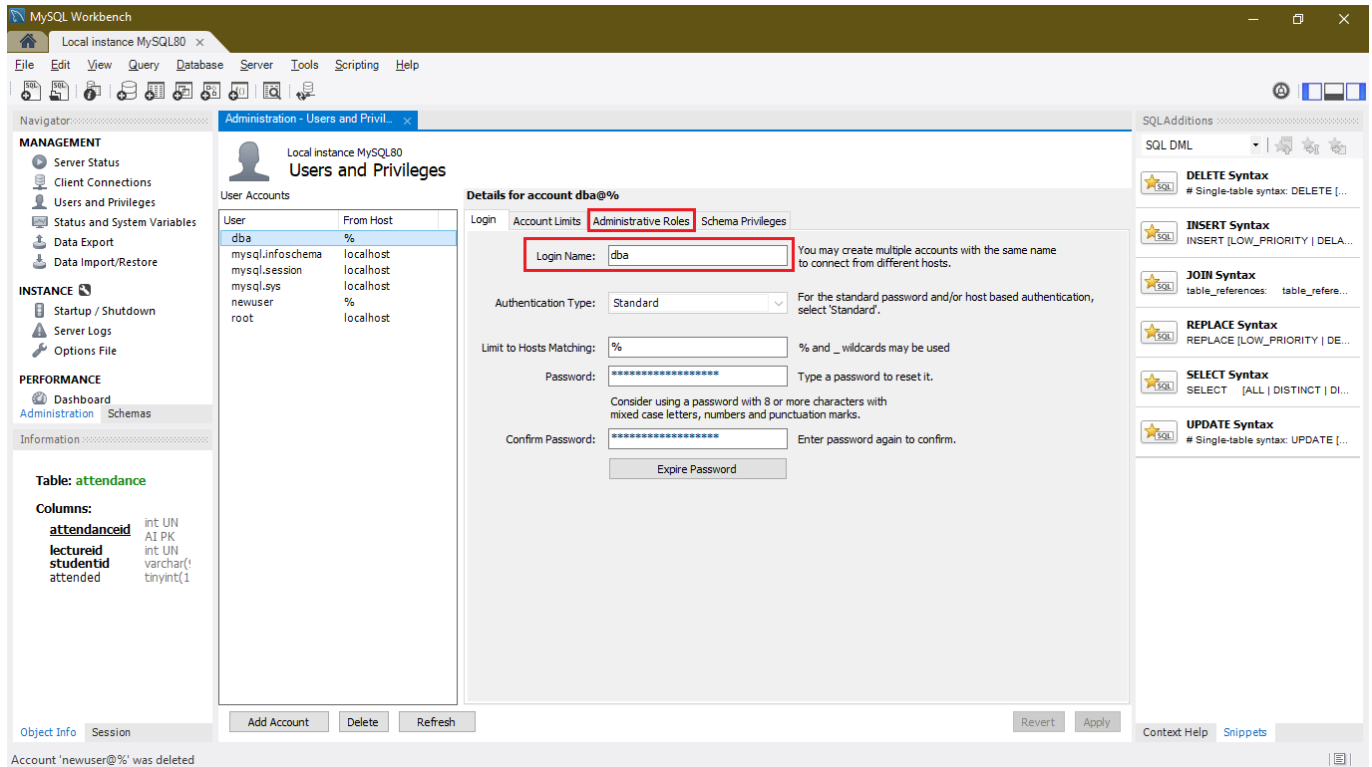 MySQL Workbench
Local instance MySQL80
File Edit View Query Database Server Tools Scripting Help
Navigator
MANAGEMENT
Server Status
Client Connections
Users and Privileges
Status and System Variables
Data Export
Data Import/Restore
INSTANCE
Startup / Shutdown
Server Logs
Options File
PERFORMANCE
Dashboard
Administration Schemas
Information
Table: attendance
Columns:
attendanceid int UN
AI PK
lectureid int UN
studentid varchar(
attended tinyint(1
Object Info Session
Administration - Users and Privil...
Local instance MySQL80
Users and Privileges
User Accounts
User From Host
dba %
mysql.infoschema localhost
mysql.session localhost
mysql.sys localhost
newuser %
root localhost
Add Account Delete Refresh
Details for account dba@%
Login Account Limits Administrative Roles Schema Privileges
Login Name: dba You may create multiple accounts with the same name
to connect from different hosts.
Authentication Type: Standard For the standard password and/or host based authentication,
select 'Standard'.
Limit to Hosts Matching: % % and _ wildcards may be used
Password: ****************** Type a password to reset it.
Consider using a password with 8 or
more characters with
mixed case letters, numbers and punctuation marks.
Confirm Password: ****************** Enter password again to confirm.
Expire Password
Revert Apply
SQLAdditions
SQL DML
DELETE Syntax
# Single-table syntax: DELETE [...
INSERT Syntax
INSERT [LOW_PRIORITY | DELA...
JOIN Syntax
table_references: table_refere...
REPLACE Syntax
REPLACE [LOW_PRIORITY | DE...
SELECT Syntax
SELECT [ALL | DISTINCT | DI...
UPDATE Syntax
# Single-table syntax: UPDATE [...
Context Help Snippets
Account 'newuser@%' was deleted